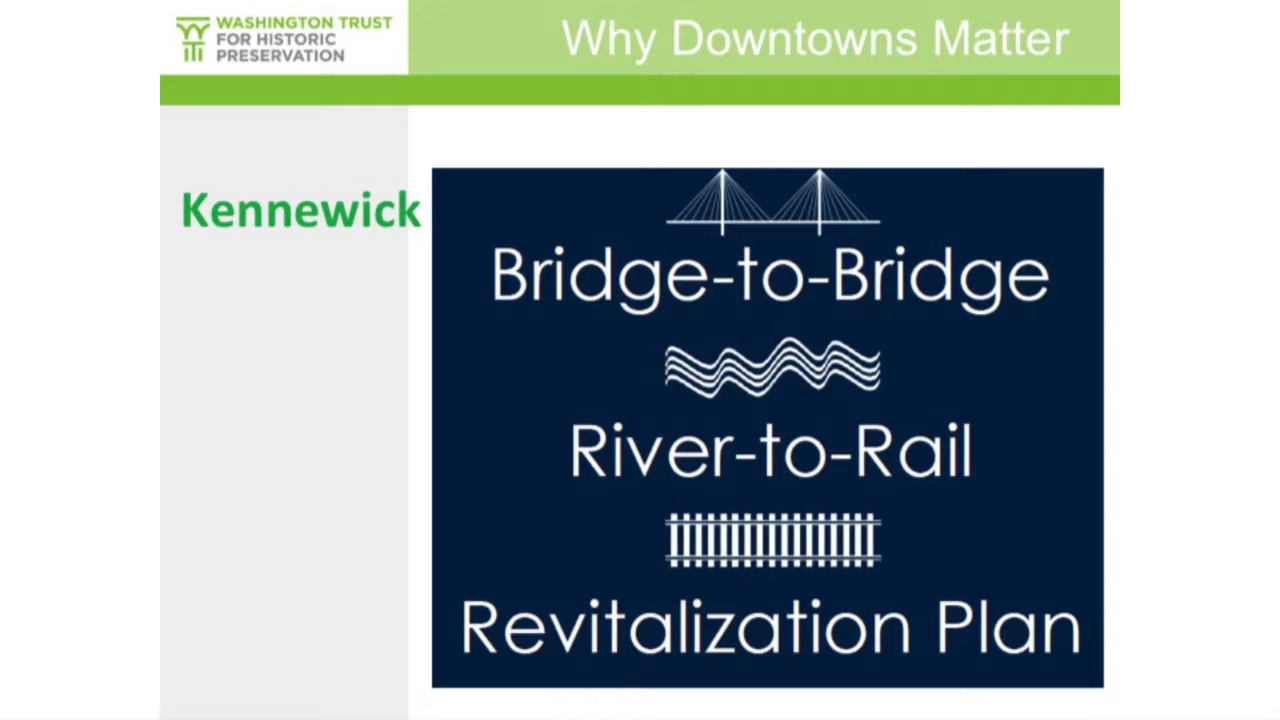 WASHINGTON TRUST
FOR HISTORIC
PRESERVATION
Why Downtowns Matter
Kennewick
Bridge-to-Bridge
River-to-Rail
Revitalization Plan